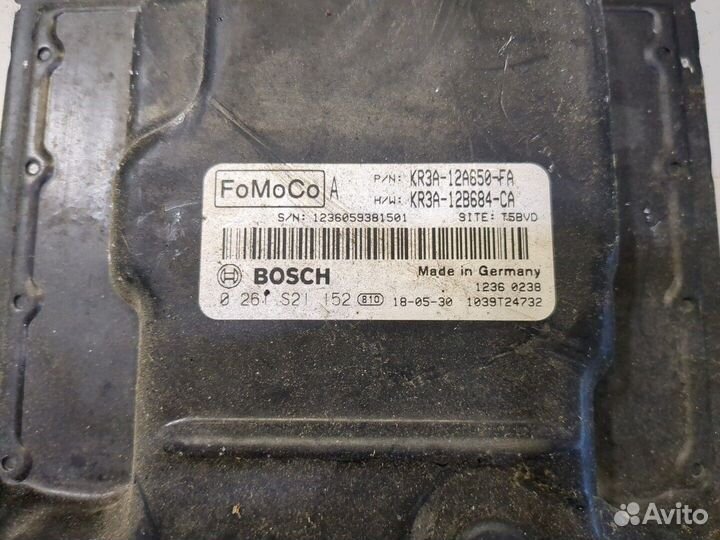 FoMoCo A P/N: KR3A-12A650-FA
H/W: KR3A-12B684-CA
S/N: 1236059381501 SITE: T5BVD
BOSCH Made in Germany
1236 0238
0 261 S21 152 810 18-05-30 1039T24732
Avito